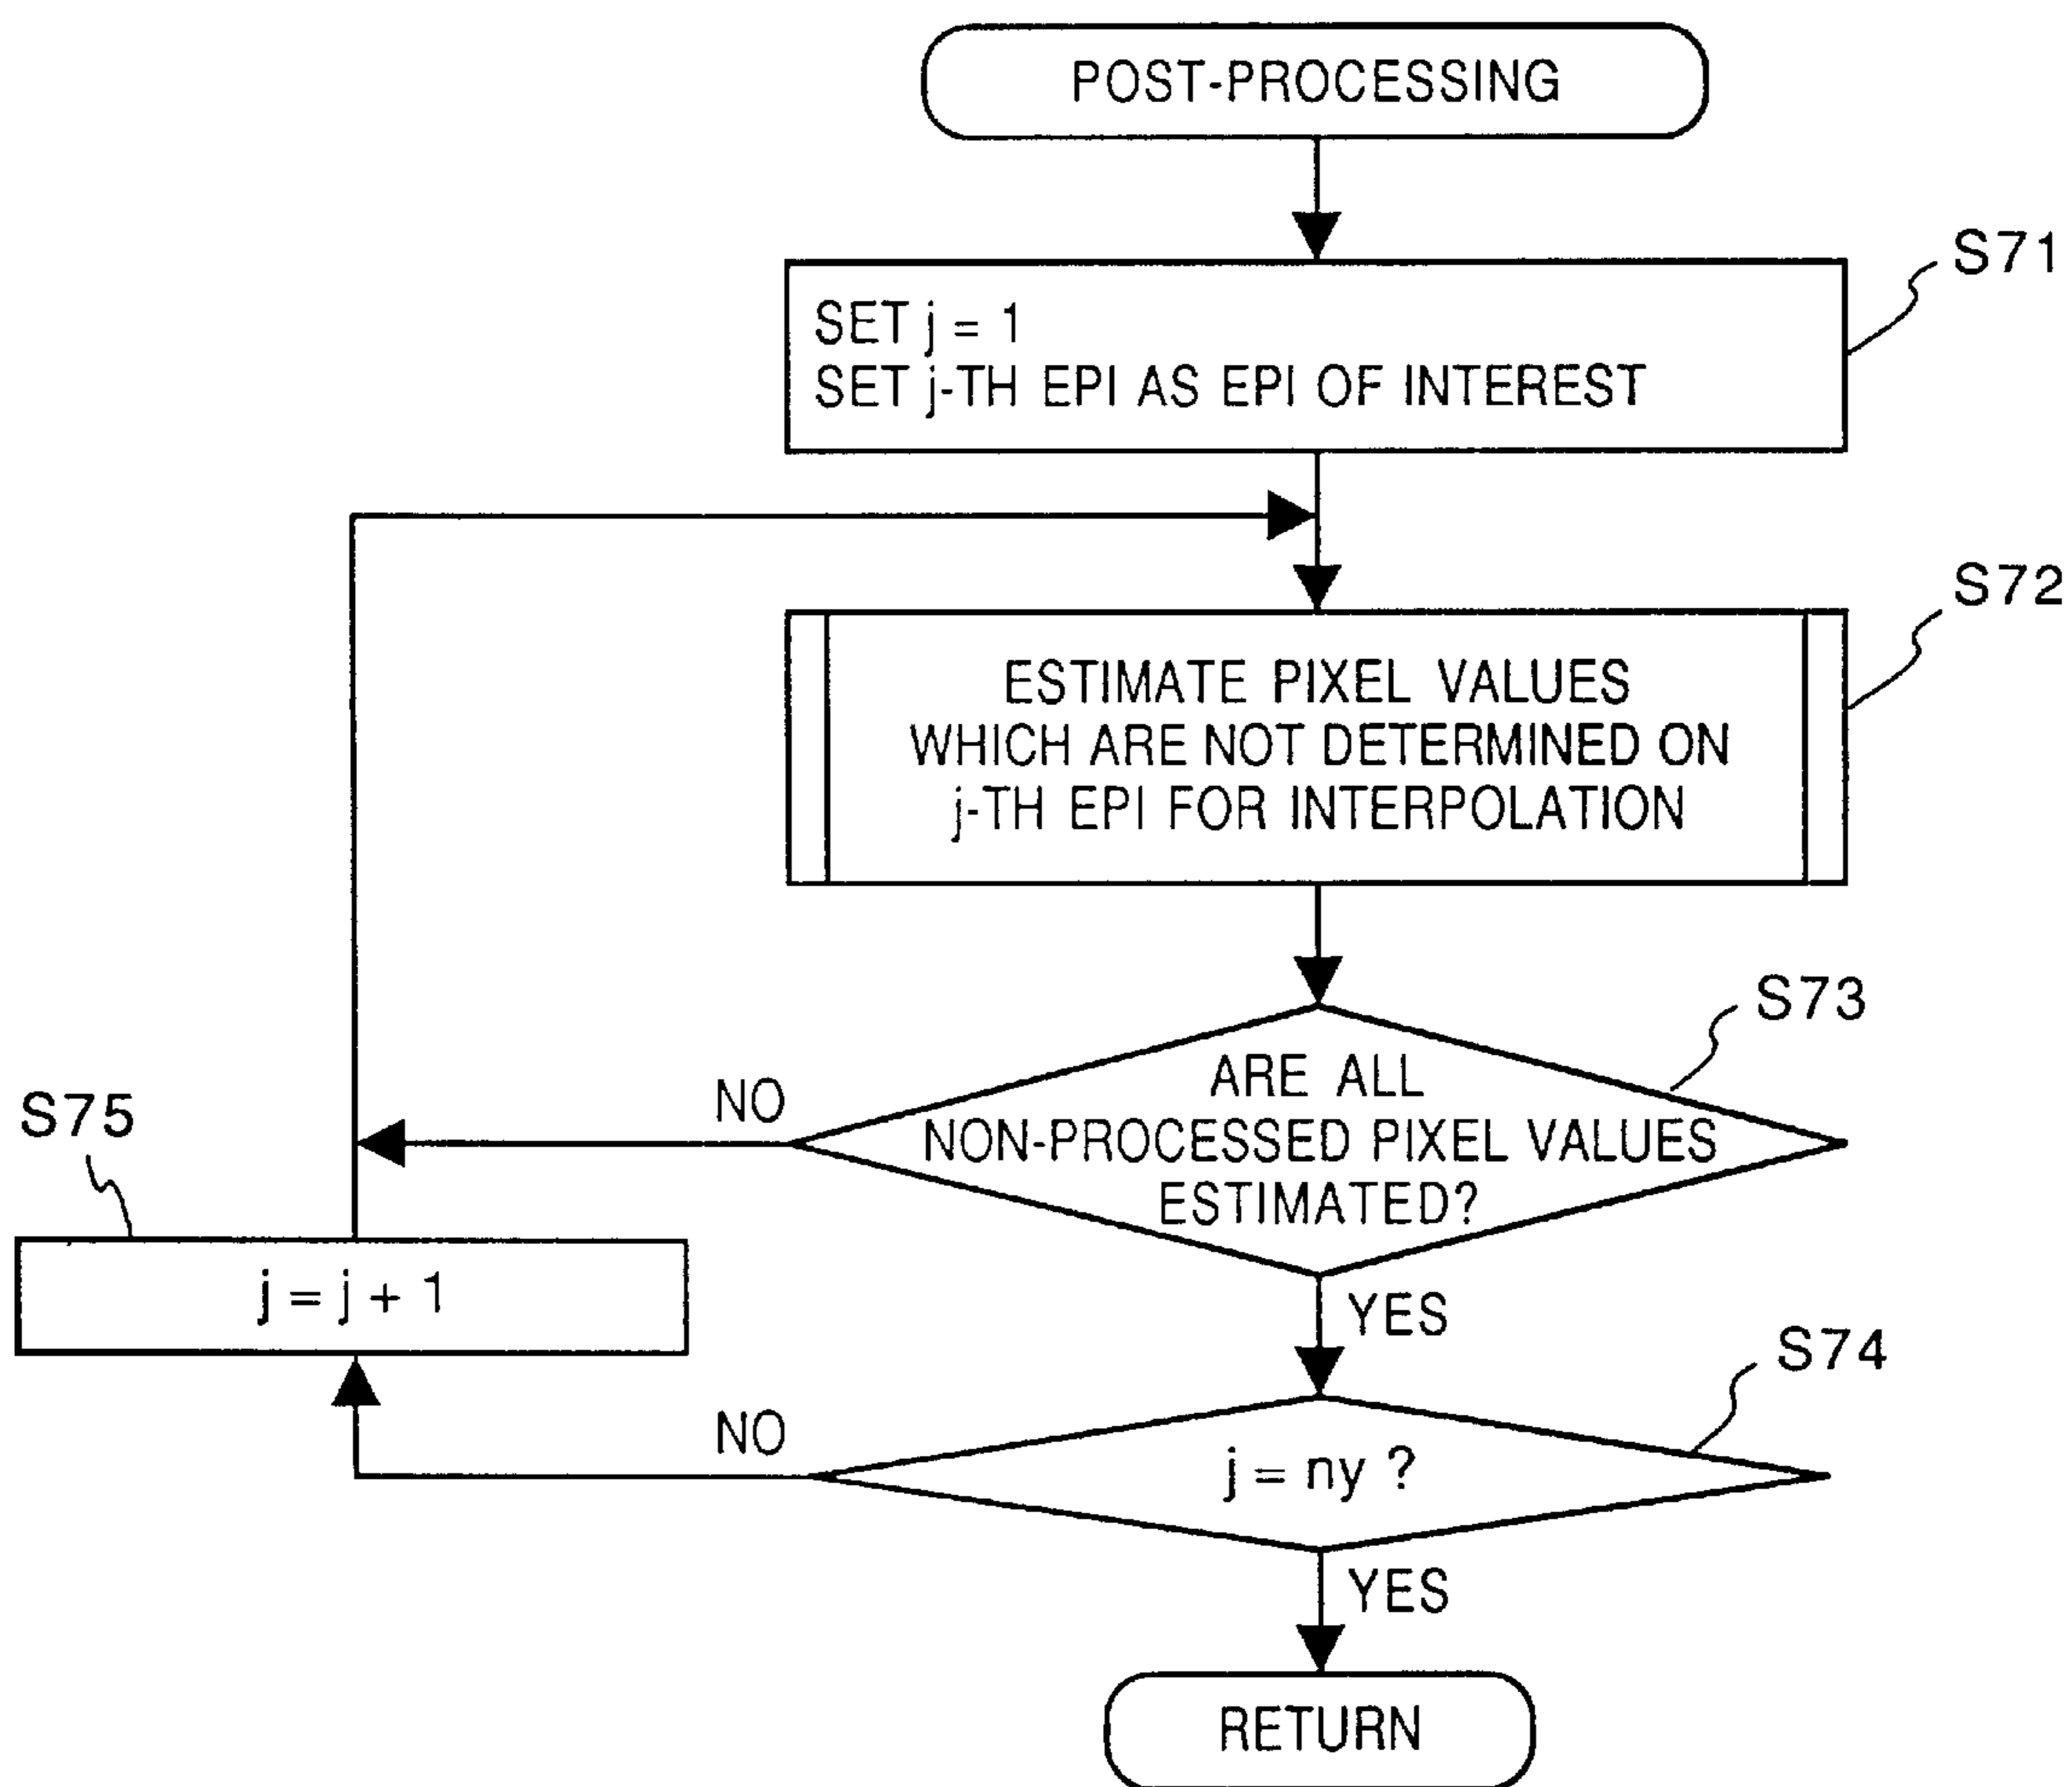 POST-PROCESSING
S71
SET j = 1
SET j-TH EPI AS EPI OF INTEREST
S72
ESTIMATE PIXEL VALUES
WHICH ARE NOT DETERMINED ON
j-TH EPI FOR INTERPOLATION
S73
ARE ALL
NON-PROCESSED PIXEL VALUES
ESTIMATED?
NO
S75
j = j + 1
YES
S74
NO
j = ny ?
YES
RETURN